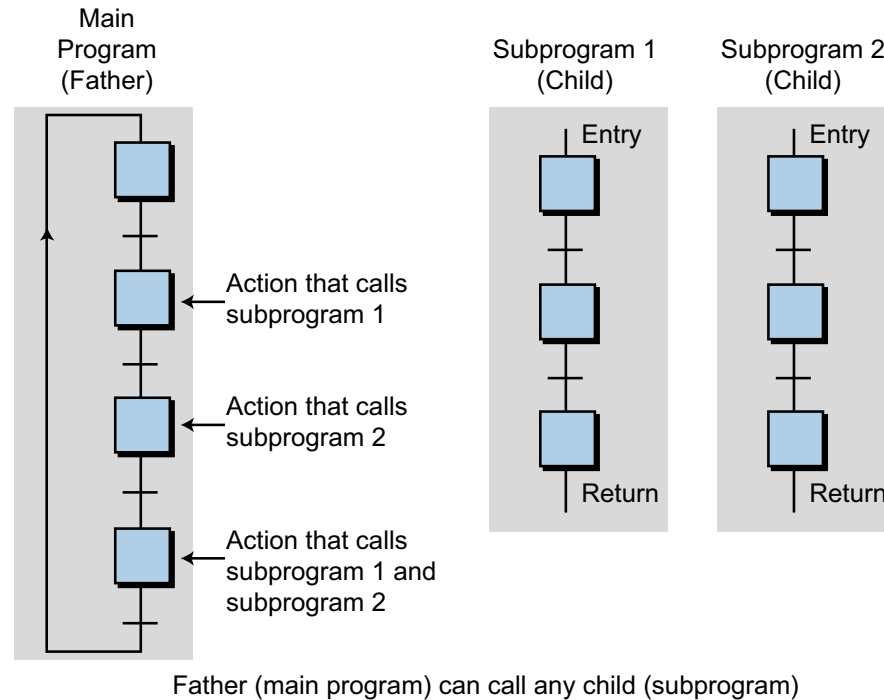 Main
Program
(Father)
Subprogram 1
(Child)
Subprogram 2
(Child)
Entry
Entry
Action that calls
subprogram 1
Action that calls
subprogram 2
Return
Return
Action that calls
subprogram 1 and
subprogram 2
Father (main program) can call any child (subprogram)